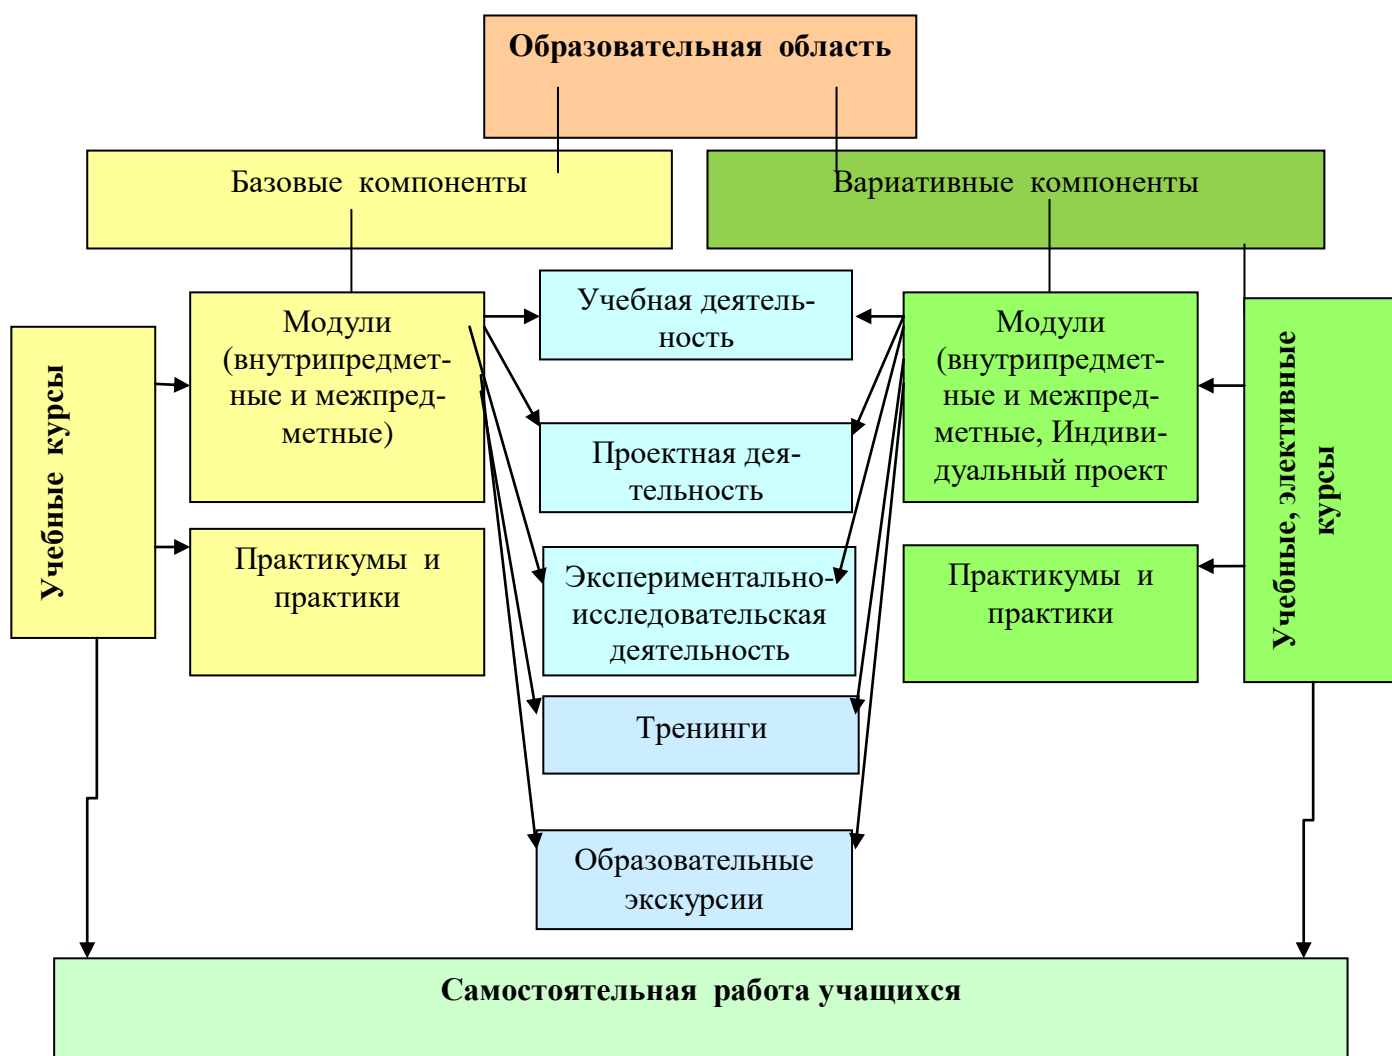 Образовательная область
Базовые компоненты
Вариативные компоненты
Учебные курсы
Модули
(внутрипредмет-
ные и межпред-
метные)
Практикумы и
практики
Учебная деятель-
ность
Проектная дея-
тельность
Экспериментально-
исследовательская
деятельность
Тренинги
Образовательные
экскурсии
Модули
(внутрипредмет-
ные и межпред-
метные, Индиви-
дуальный проект
Практикумы и
практики
Учебные, элективные
курсы
Самостоятельная работа учащихся